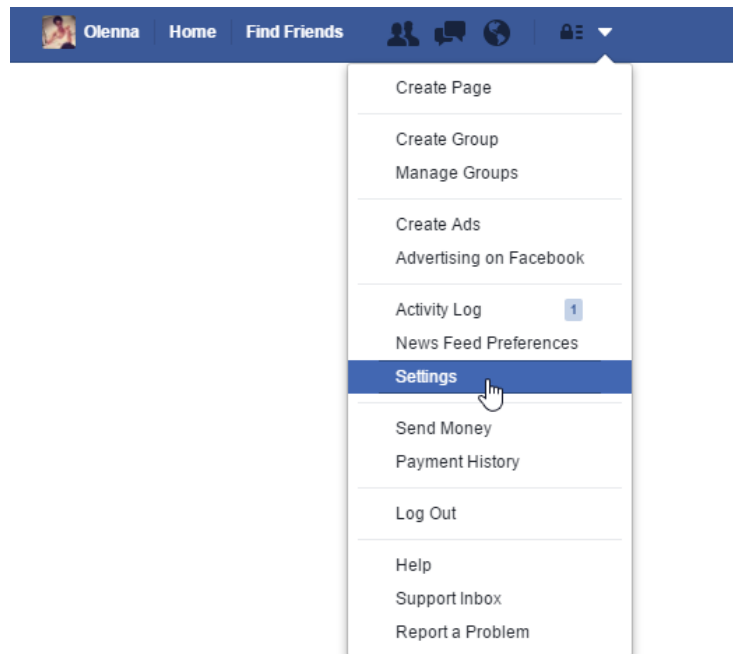 Olenna Home Find Friends
Create Page
Create Group
Manage Groups
Create Ads
Advertising on Facebook
Activity Log 1
News Feed Preferences
Settings
Send Money
Payment History
Log Out
Help
Support Inbox
Report a Problem